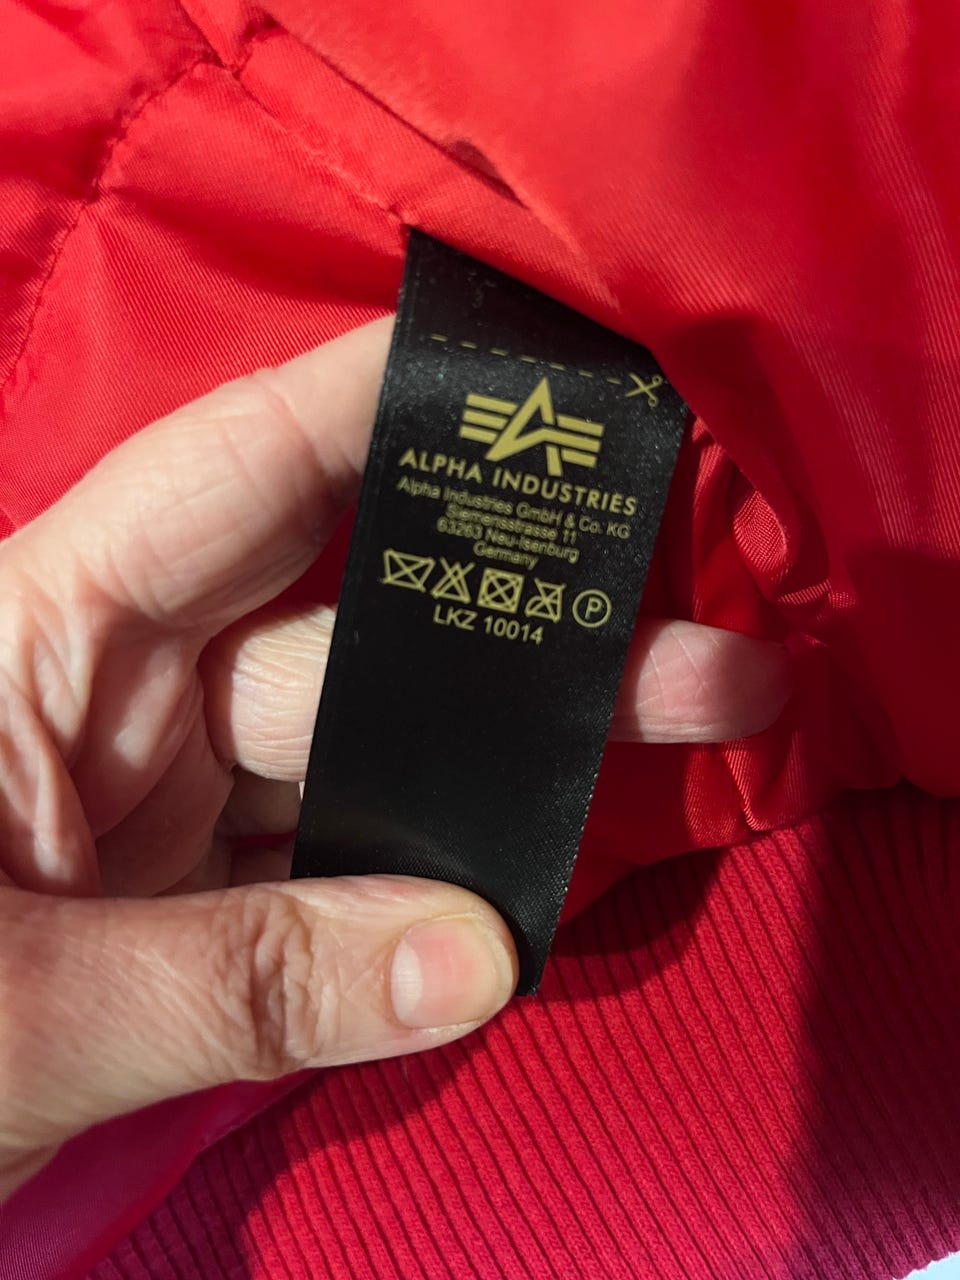 ALPHA INDUSTRIES
Alpha Industries GmbH & Co. KG
Siemensstrasse 11
63263 Neu-Isenburg
Germany
P
LKZ 10014